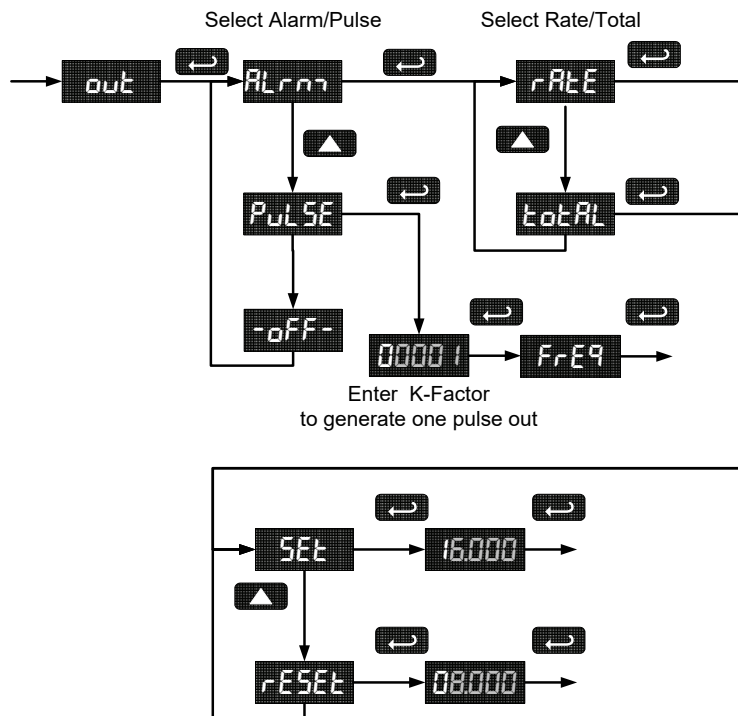 Select Alarm/Pulse
Select Rate/Total
out
ALrm
rAtE
PuLSE
totAL
-oFF-
00001
FrEq
Enter K-Factor
to generate one pulse out
SEt
16.000
rESEt
08.000